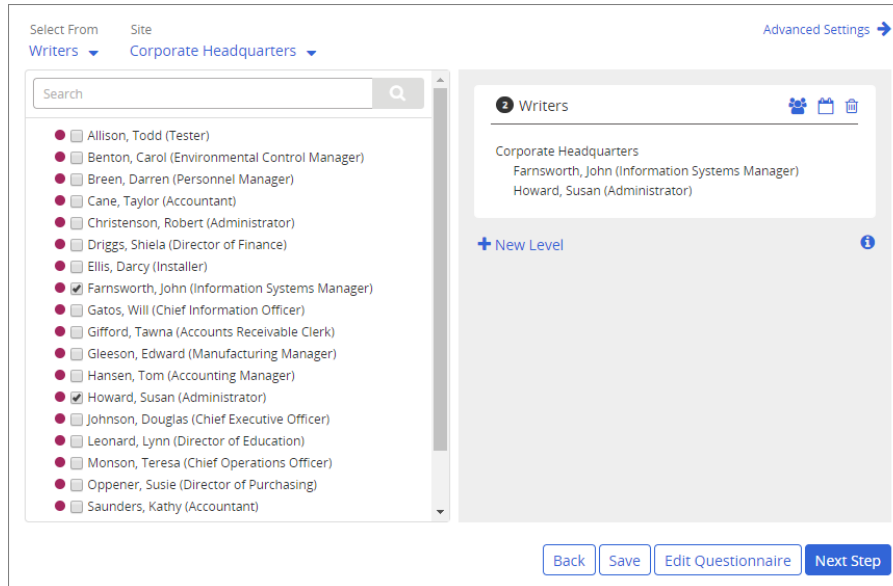 Select From Site
Writers Corporate Headquarters
Advanced Settings
Search
Allison, Todd (Tester)
Benton, Carol (Environmental Control Manager)
Breen, Darren (Personnel Manager)
Cane, Taylor (Accountant)
Christenson, Robert (Administrator)
Driggs, Shiela (Director of Finance)
Ellis, Darcy (Installer)
Farnsworth, John (Information Systems Manager)
Gatos, Will (Chief Information Officer)
Gifford, Tawna (Accounts Receivable Clerk)
Gleeson, Edward (Manufacturing Manager)
Hansen, Tom (Accounting Manager)
Howard, Susan (Administrator)
Johnson, Douglas (Chief Executive Officer)
Leonard, Lynn (Director of Education)
Monson, Teresa (Chief Operations Officer)
Oppener, Susie (Director of Purchasing)
Saunders, Kathy (Accountant)
2 Writers
Corporate Headquarters
Farnsworth, John (Information Systems Manager)
Howard, Susan (Administrator)
+ New Level
Back Save Edit Questionnaire Next Step